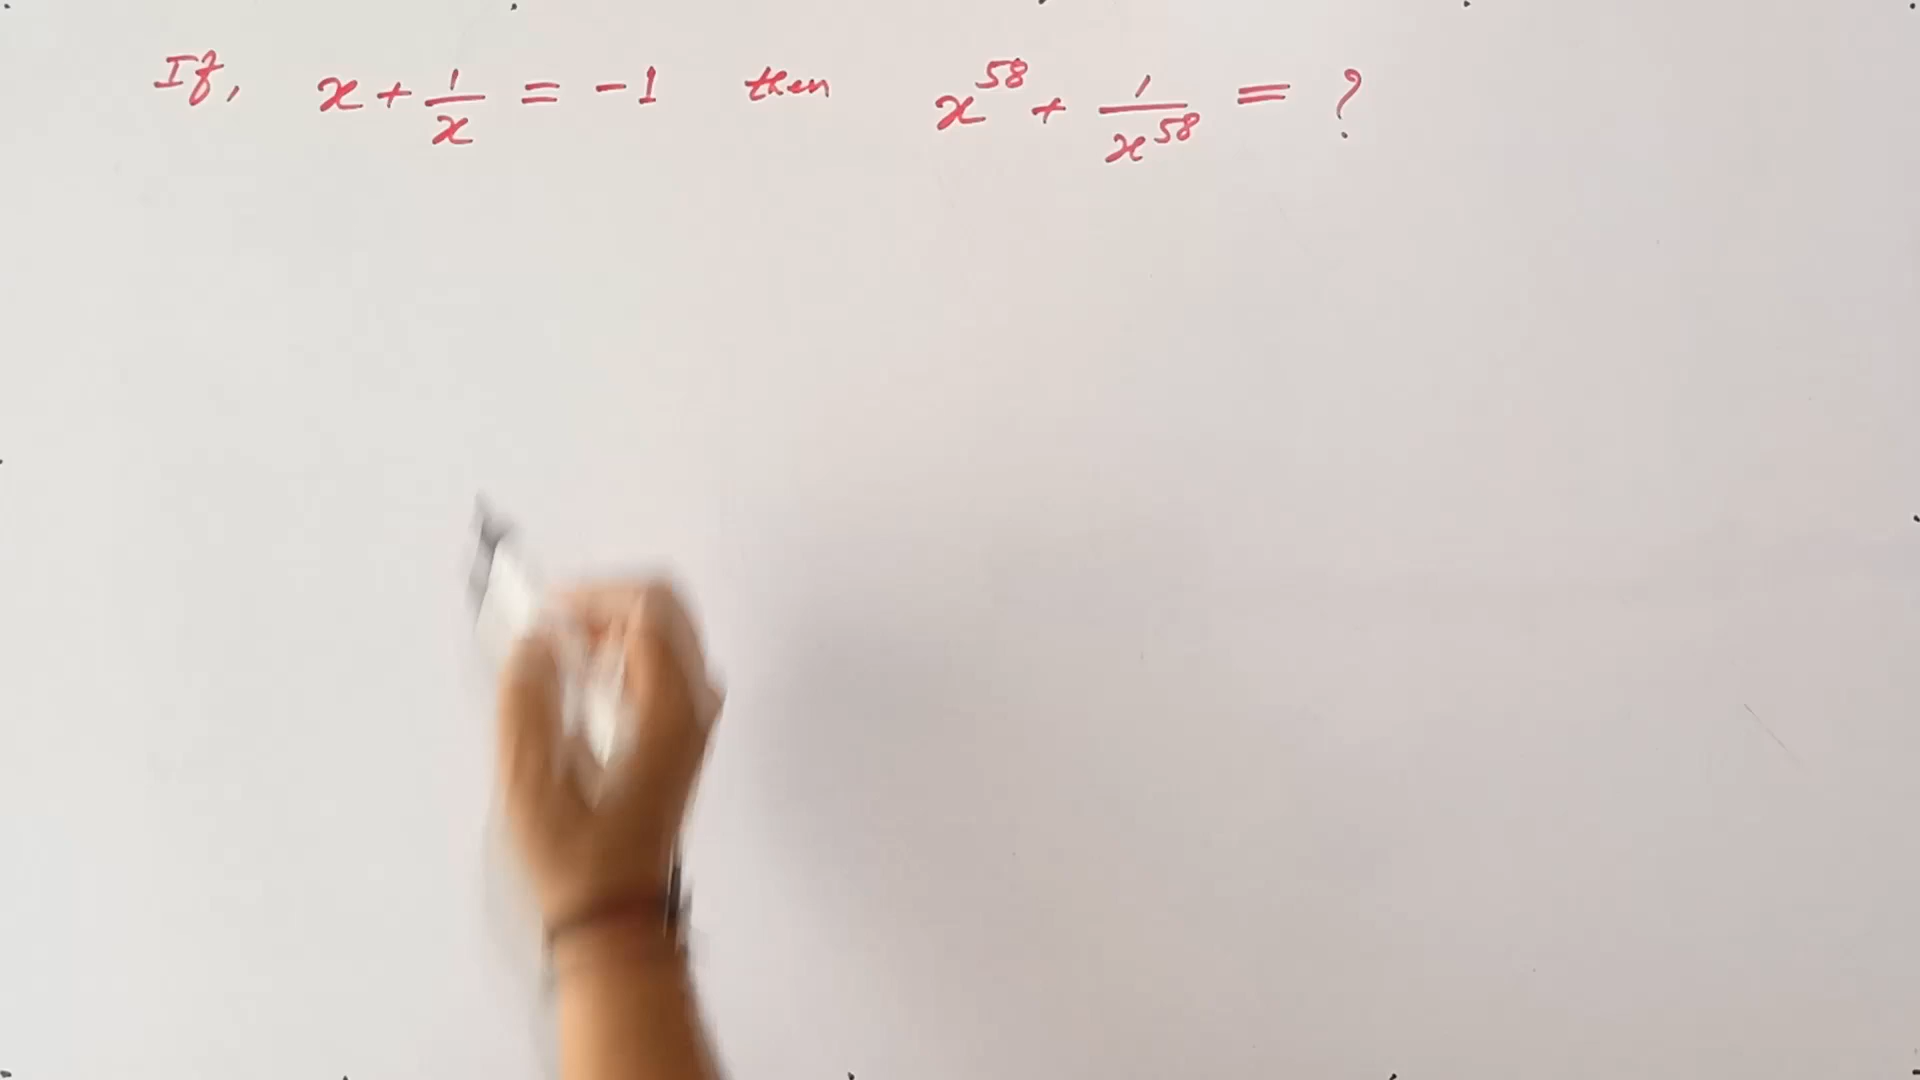 If, x + 1/x = -1 then x^58 + 1/x^58 = ?